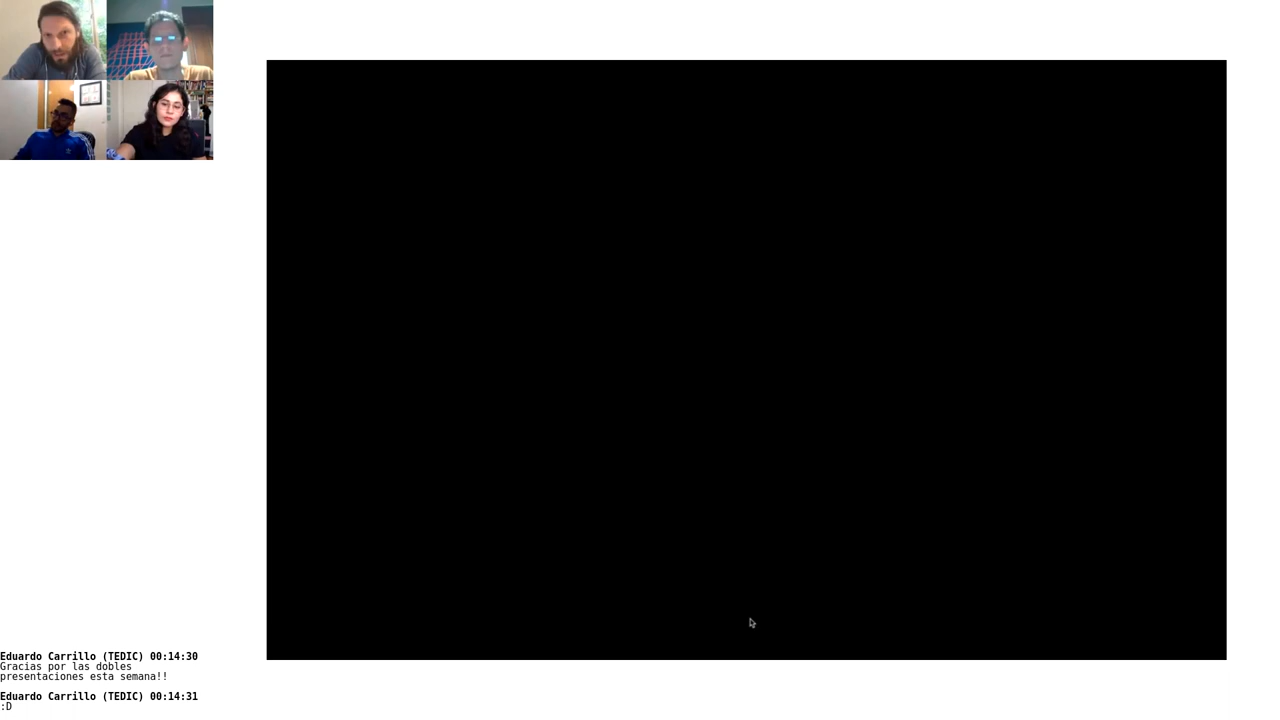 Eduardo Carrillo (TEDIC) 00:14:30
Gracias por las dobles
presentaciones esta semana!!
Eduardo Carrillo (TEDIC) 00:14:31
:D